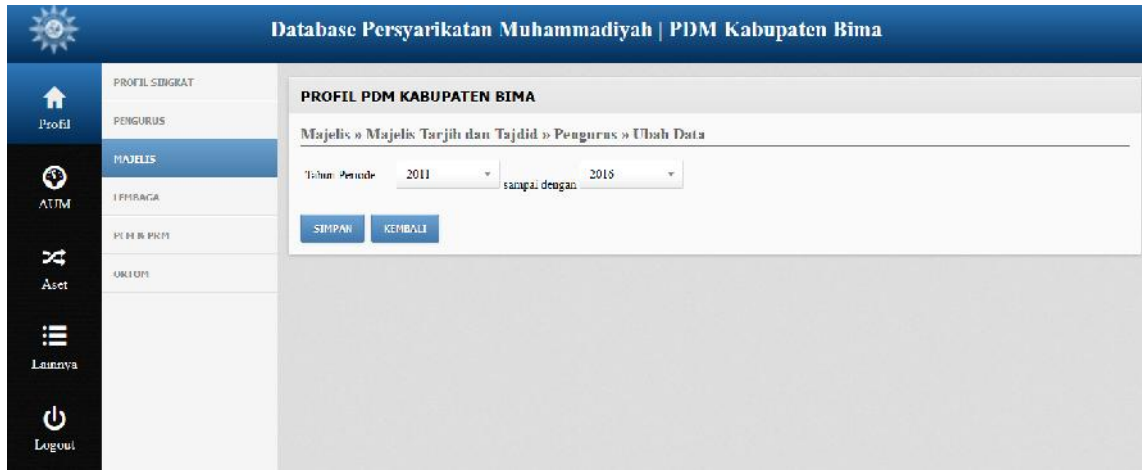 Database Persyarikatan Muhammadiyah | PDM Kabupaten Bima
Profil
AUM
Aset
Lainnya
Logout
PROFIL SINGKAT
PENGURUS
MAJELIS
LEMBAGA
PCM & PRM
ORTOM
PROFIL PDM KABUPATEN BIMA
Majelis » Majelis Tarjih dan Tajdid » Pengurus » Ubah Data
Tahun Periode 2011 sampai dengan 2016
SIMPAN KEMBALI